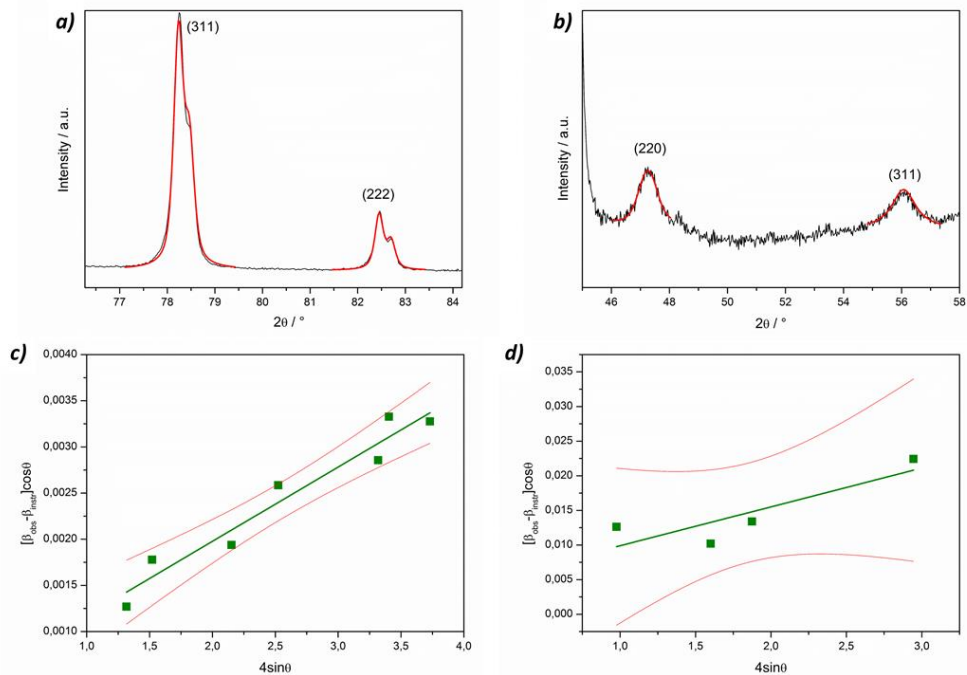 a)
(311)
(222)
Intensity / a.u.
77 78 79 80 81 82 83 84
2θ / °
b)
(220)
(311)
Intensity / a.u.
46 48 50 52 54 56 58
2θ / °
c)
0,0040
0,0035
0,0030
0,0025
0,0020
0,0015
0,0010
[βobs-βinstr]cosθ
1,0 1,5 2,0 2,5 3,0 3,5 4,0
4sinθ
d)
0,035
0,030
0,025
0,020
0,015
0,010
0,005
0,000
[βobs-βinstr]cosθ
1,0 1,5 2,0 2,5 3,0
4sinθ